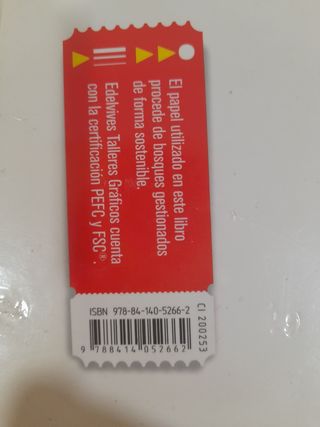 El papel utilizado en este libro
procede de bosques gestionados
de forma sostenible.
Edelvives Talleres Gráficos cuenta
con la certificación PEFC y FSC®.
ISBN 978-84-140-5266-2
9 788414 052662
CI 200253